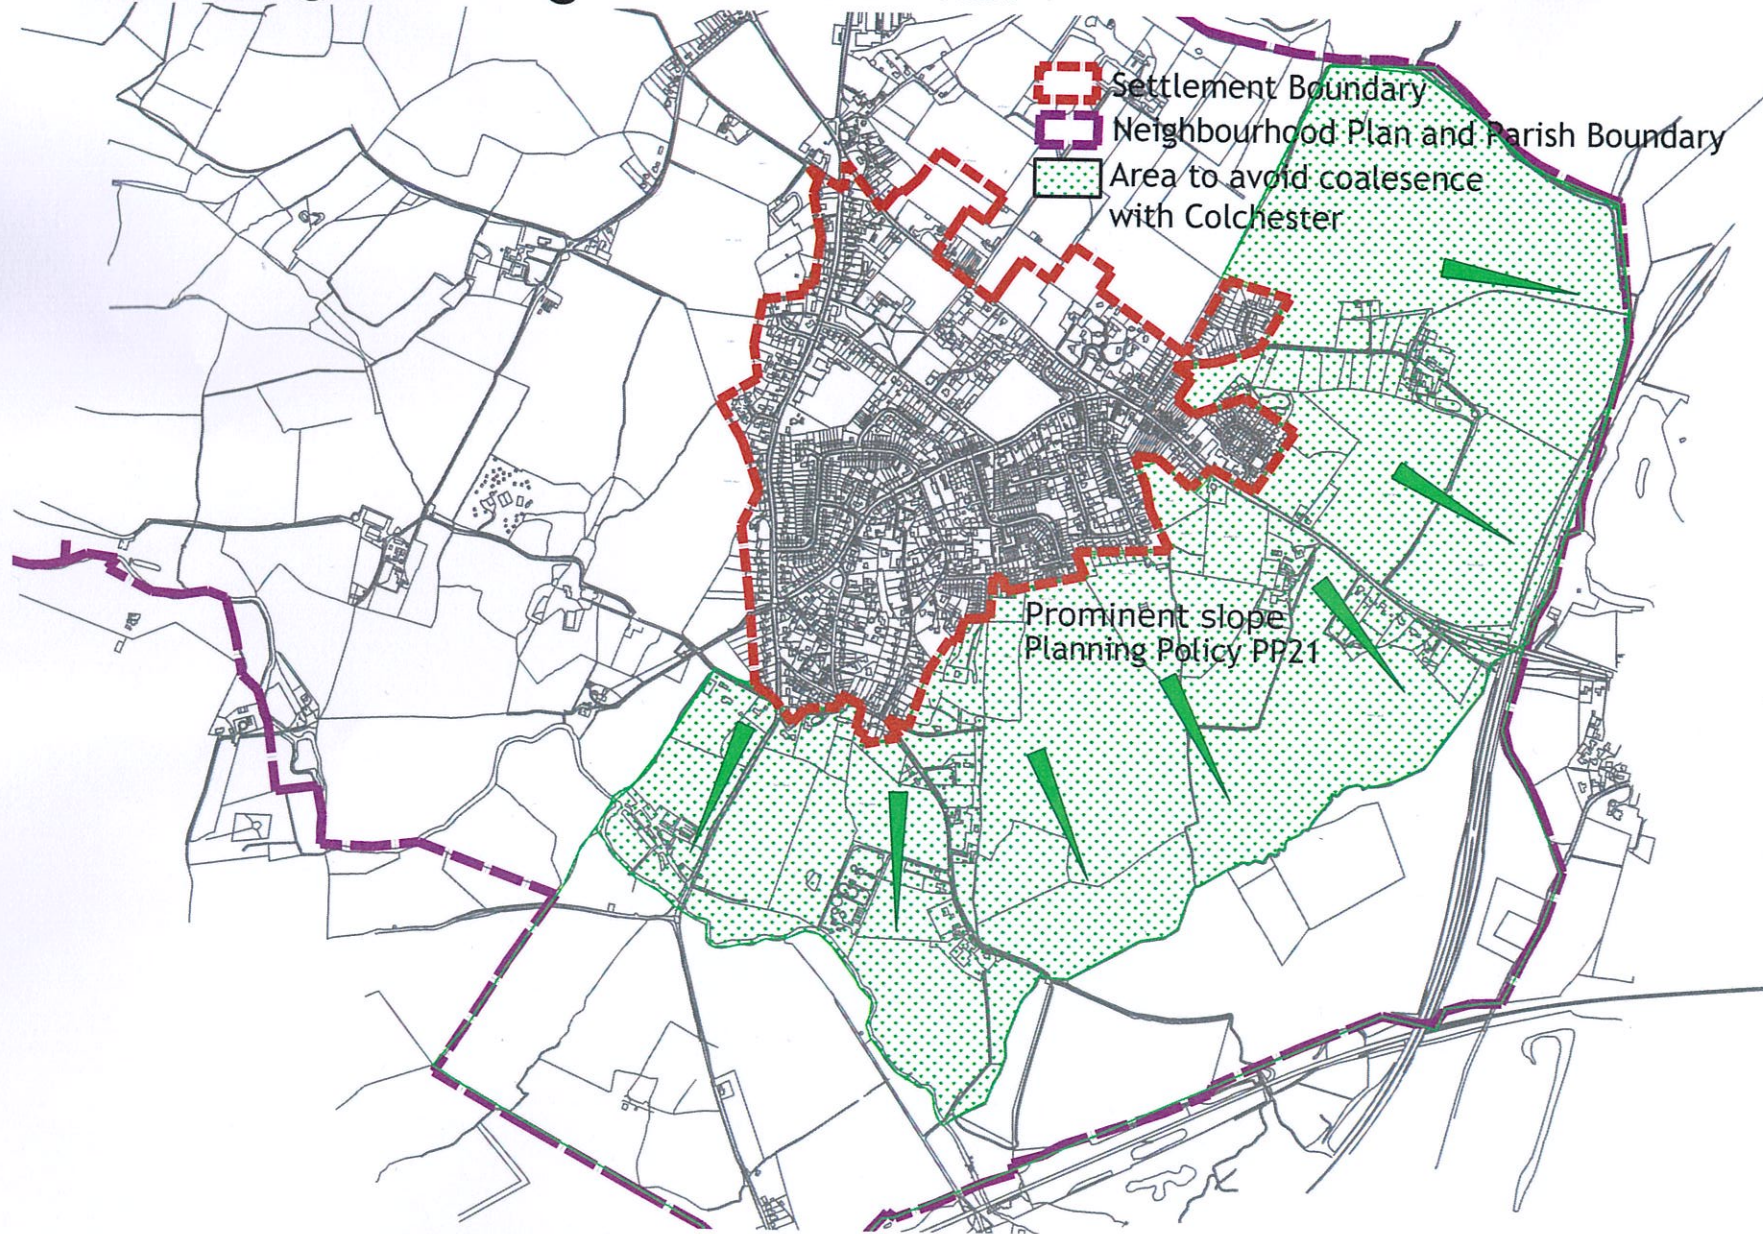 Settlement Boundary
Neighbourhood Plan and Parish Boundary
Area to avoid coalesence
with Colchester
Prominent slope
Planning Policy PP21